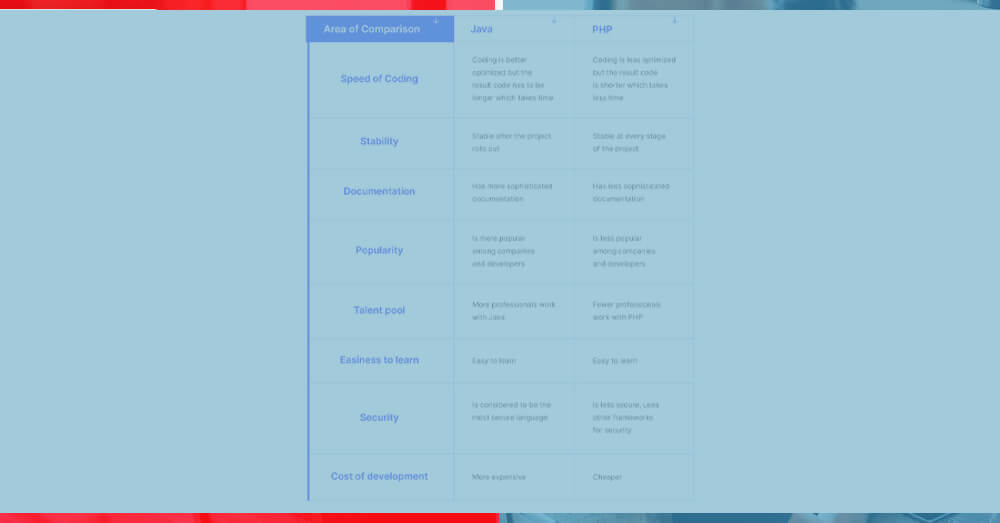 Area of Comparison
Java
PHP
Speed of Coding
Coding is better
optimized but the
result code has to be
longer which takes time
Coding is less optimized
but the result code
is shorter which takes
less time
Stability
Stable after the project
rolls out
Stable at every stage
of the project
Documentation
Has more sophisticated
documentation
Has less sophisticated
documentation
Popularity
Is more popular
among companies
and developers
Is less popular
among companies
and developers
Talent pool
More professionals work
with Java
Fewer professionals
work with PHP
Easiness to learn
Easy to learn
Easy to learn
Security
Is considered to be the
most secure language
Is less secure, uses
other frameworks
for security
Cost of development
More expensive
Cheaper